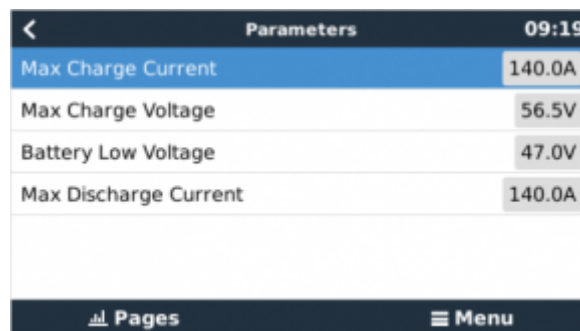 Parameters 09:19
Max Charge Current 140.0A
Max Charge Voltage 56.5V
Battery Low Voltage 47.0V
Max Discharge Current 140.0A
Pages Menu